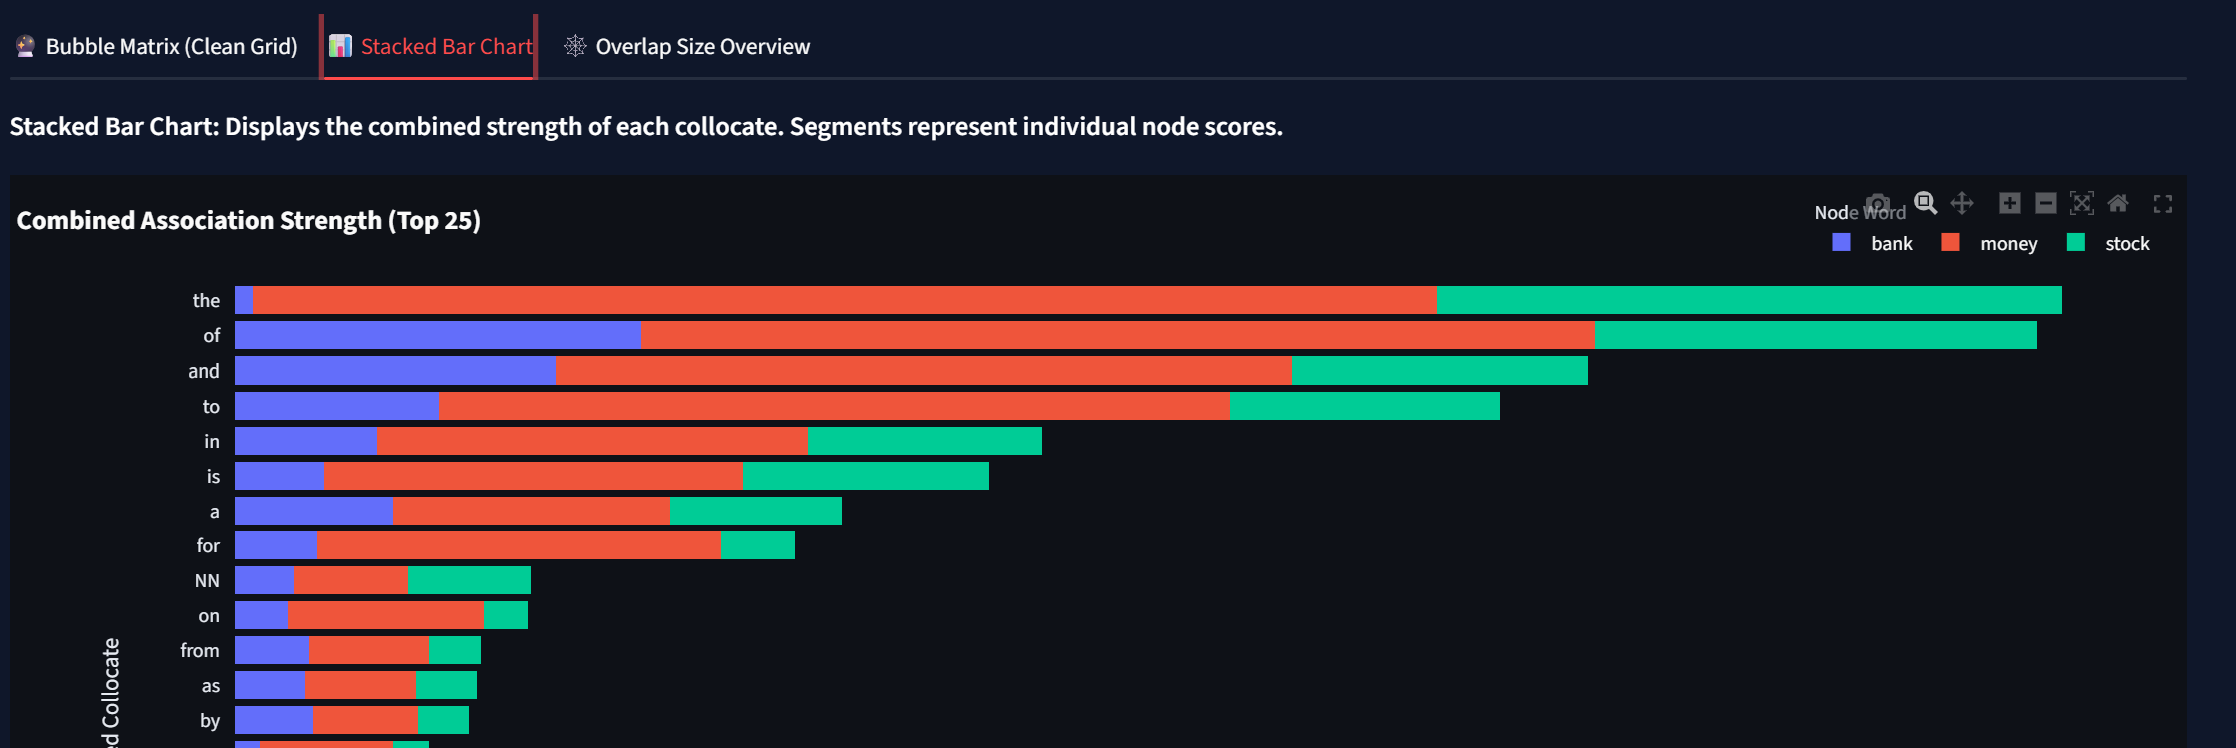 Bubble Matrix (Clean Grid)
Stacked Bar Chart
Overlap Size Overview
Stacked Bar Chart: Displays the combined strength of each collocate. Segments represent individual node scores.
Combined Association Strength (Top 25)
Node Word
bank
money
stock
the
of
and
to
in
is
a
for
NN
on
from
as
by
ed Collocate